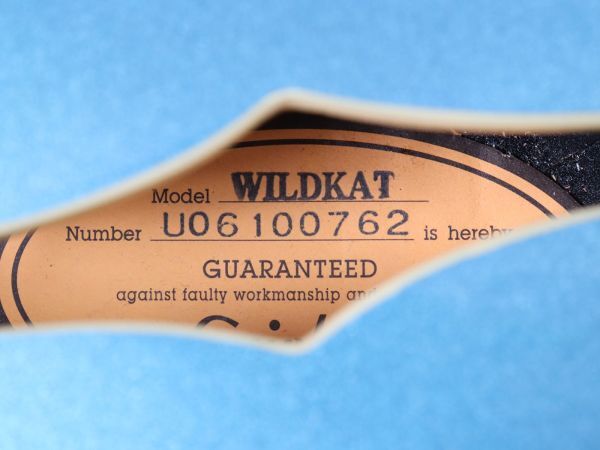 Model WILDKAT
Number U06100762 is hereby
GUARANTEED
against faulty workmanship and